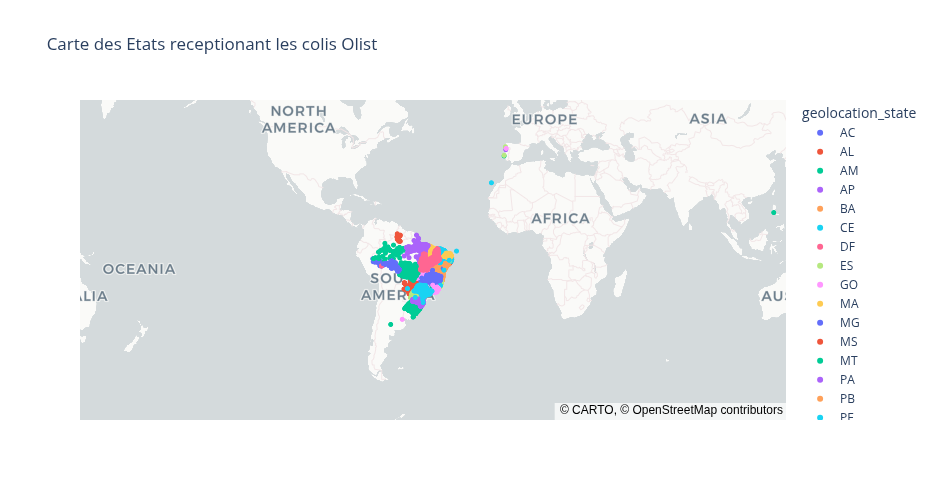 Carte des Etats receptionant les colis Olist
NORTH
AMERICA
EUROPE
ASIA
AFRICA
OCEANIA
ALIA
SOU
AMER A
AUS
© CARTO, © OpenStreetMap contributors
geolocation_state
AC
AL
AM
AP
BA
CE
DF
ES
GO
MA
MG
MS
MT
PA
PB
PE